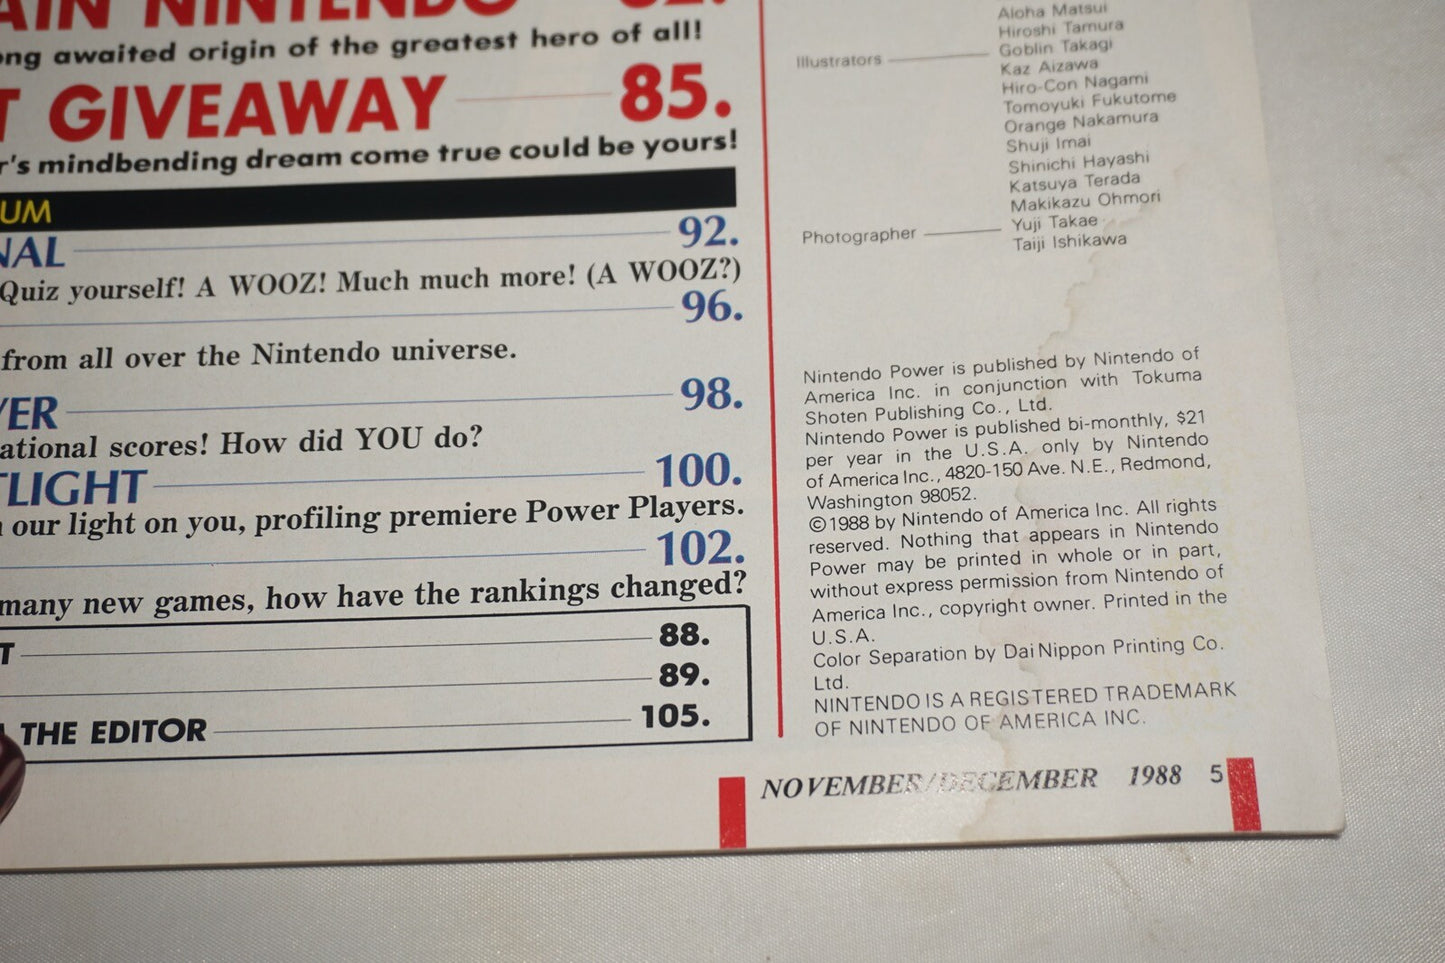 AIN NINTENDO 82.
ong awaited origin of the greatest hero of all!
T GIVEAWAY 85.
r's mindbending dream come true could be yours!
UM
NAL 92.
Quiz yourself! A WOOZ! Much much more! (A WOOZ?)
96.
from all over the Nintendo universe.
YER 98.
ational scores! How did YOU do?
TLIGHT 100.
our light on you, profiling premiere Power Players.
102.
many new games, how have the rankings changed?
T 88.
89.
THE EDITOR 105.
Aloha Matsui
Hiroshi Tamura
Illustrators Goblin Takagi
Kaz Aizawa
Hiro-Con Nagami
Tomoyuki Fukutome
Orange Nakamura
Shuji Imai
Shinichi Hayashi
Katsuya Terada
Makikazu Ohmori
Photographer Yuji Takae
Taiji Ishikawa
Nintendo Power is published by Nintendo of
America Inc. in conjunction with Tokuma
Shoten Publishing Co., Ltd.
Nintendo Power is published bi-monthly, $21
per year in the U.S.A. only by Nintendo
of America Inc., 4820-150 Ave. N.E., Redmond,
Washington 98052.
©1988 by Nintendo of America Inc. All rights
reserved. Nothing that appears in Nintendo
Power may be printed in whole or in part,
without express permission from Nintendo of
America Inc., copyright owner. Printed in the
U.S.A.
Color Separation by Dai Nippon Printing Co.
Ltd.
NINTENDO IS A REGISTERED TRADEMARK
OF NINTENDO OF AMERICA INC.
NOVEMBER/DECEMBER 1988 5